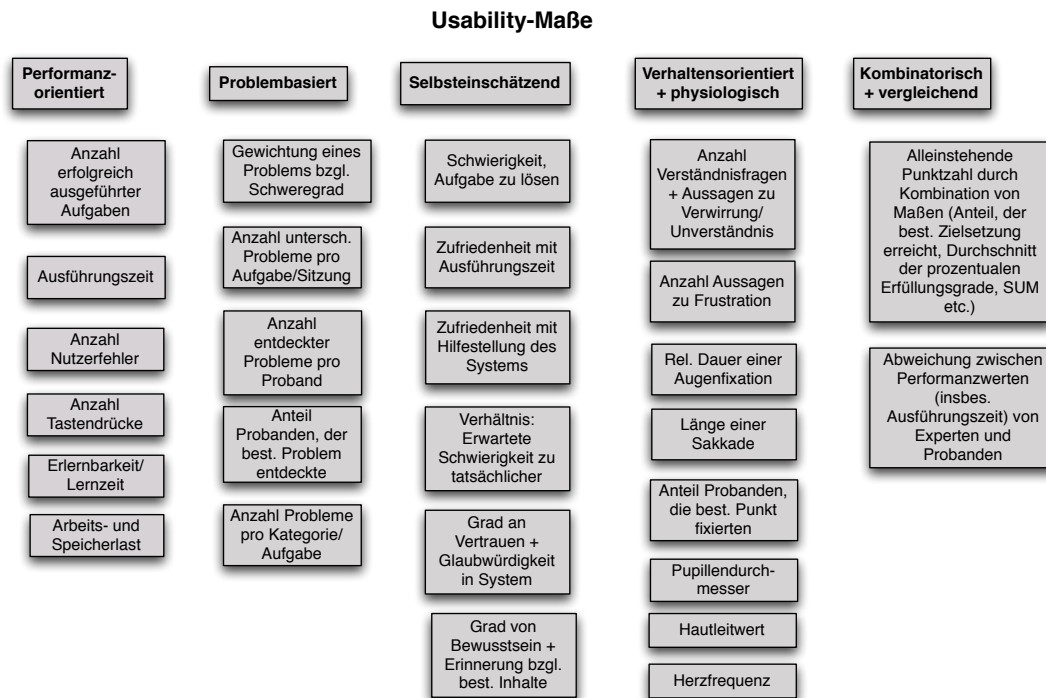 Usability-Maße
Performanz-
orientiert
Problembasiert
Selbsteinschätzend
Verhaltensorientiert
+ physiologisch
Kombinatorisch
+ vergleichend
Anzahl
erfolgreich
ausgeführter
Aufgaben
Ausführungszeit
Anzahl
Nutzerfehler
Anzahl
Tastendrücke
Erlernbarkeit/
Lernzeit
Arbeits- und
Speicherlast
Gewichtung eines
Problems bzgl.
Schweregrad
Anzahl untersch.
Probleme pro
Aufgabe/Sitzung
Anzahl
entdeckter
Probleme pro
Proband
Anteil
Probanden, der
best. Problem
entdeckte
Anzahl Probleme
pro Kategorie/
Aufgabe
Schwierigkeit,
Aufgabe zu lösen
Zufriedenheit mit
Ausführungszeit
Zufriedenheit mit
Hilfestellung des
Systems
Verhältnis:
Erwartete
Schwierigkeit zu
tatsächlicher
Grad an
Vertrauen +
Glaubwürdigkeit
in System
Grad von
Bewusstsein +
Erinnerung bzgl.
best. Inhalte
Anzahl
Verständnisfragen
+ Aussagen zu
Verwirrung/
Unverständnis
Anzahl Aussagen
zu Frustration
Rel. Dauer einer
Augenfixation
Länge einer
Sakkade
Anteil Probanden,
die best. Punkt
fixierten
Pupillendurch-
messer
Hautleitwert
Herzfrequenz
Alleinstehende
Punktzahl durch
Kombination von
Maßen (Anteil, der
best. Zielsetzung
erreicht, Durchschnitt
der prozentualen
Erfüllungsgrade, SUM
etc.)
Abweichung zwischen
Performanzwerten
(insbes.
Ausführungszeit) von
Experten und
Probanden